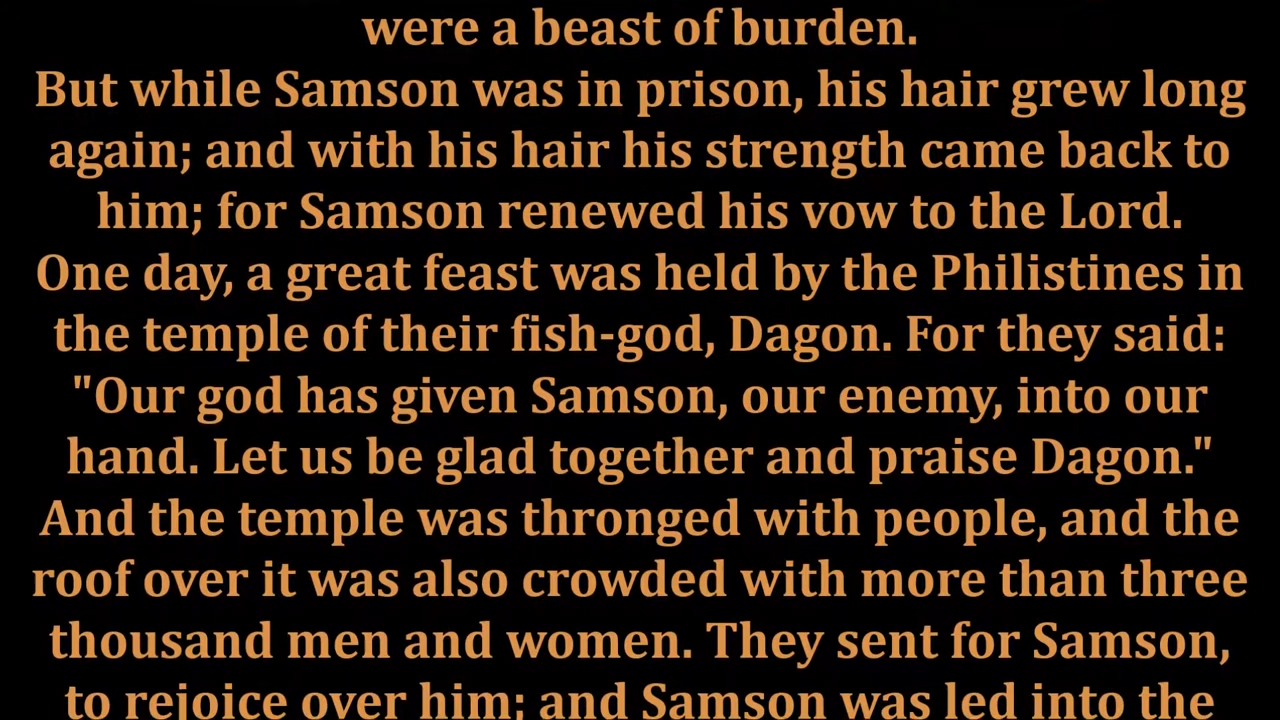 were a beast of burden.
But while Samson was in prison, his hair grew long
again; and with his hair his strength came back to
him; for Samson renewed his vow to the Lord.
One day, a great feast was held by the Philistines in
the temple of their fish-god, Dagon. For they said:
"Our god has given Samson, our enemy, into our
hand. Let us be glad together and praise Dagon."
And the temple was thronged with people, and the
roof over it was also crowded with more than three
thousand men and women. They sent for Samson,
to rejoice over him; and Samson was led into the